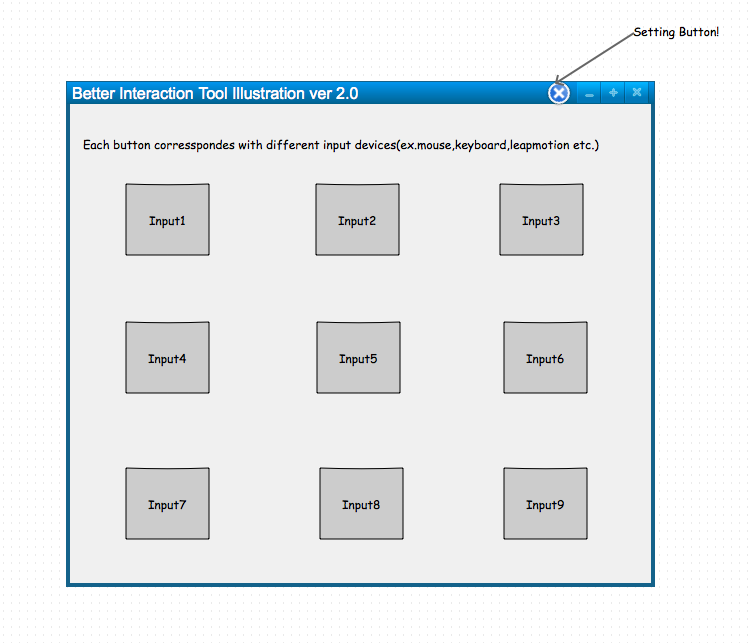 Setting Button!
Better Interaction Tool Illustration ver 2.0
Each button corresspondes with different input devices(ex.mouse,keyboard,leapmotion etc.)
Input1 Input2 Input3
Input4 Input5 Input6
Input7 Input8 Input9